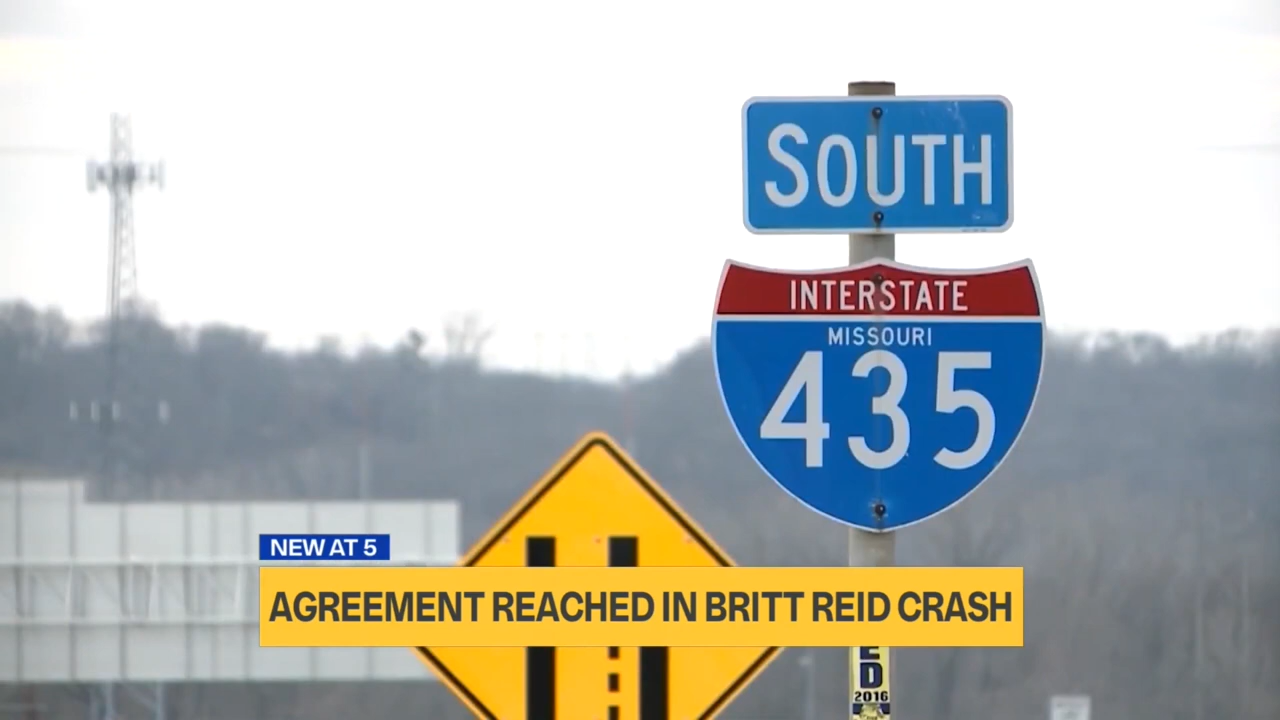 SOUTH
INTERSTATE
MISSOURI
435
NEW AT 5
AGREEMENT REACHED IN BRITT REID CRASH
E
D
2016